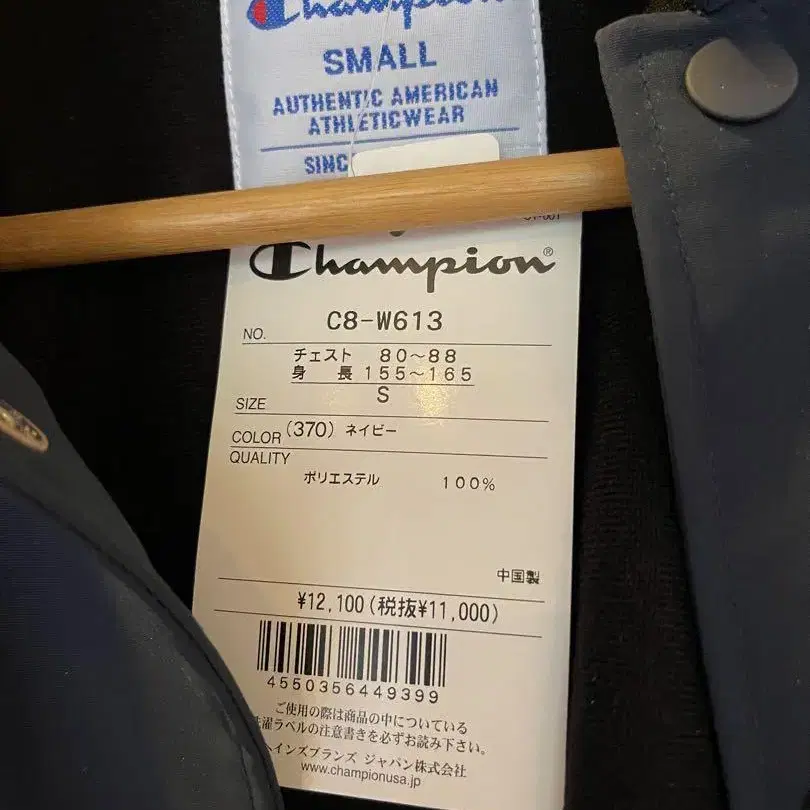 Champion
SMALL
AUTHENTIC AMERICAN
ATHLETICWEAR
SINC
Champion®
NO. C8-W613
チェスト 80～88
身 長 155～165
SIZE S
COLOR (370) ネイビー
QUALITY
ポリエステル 100%
中国製
¥12,100(税抜¥11,000)
4550356449399
ご使用の際は商品の中についている
洗濯ラベルの注意書きを必ずお読み下さい。
ヘインズブランズ ジャパン株式会社
www.championusa.jp